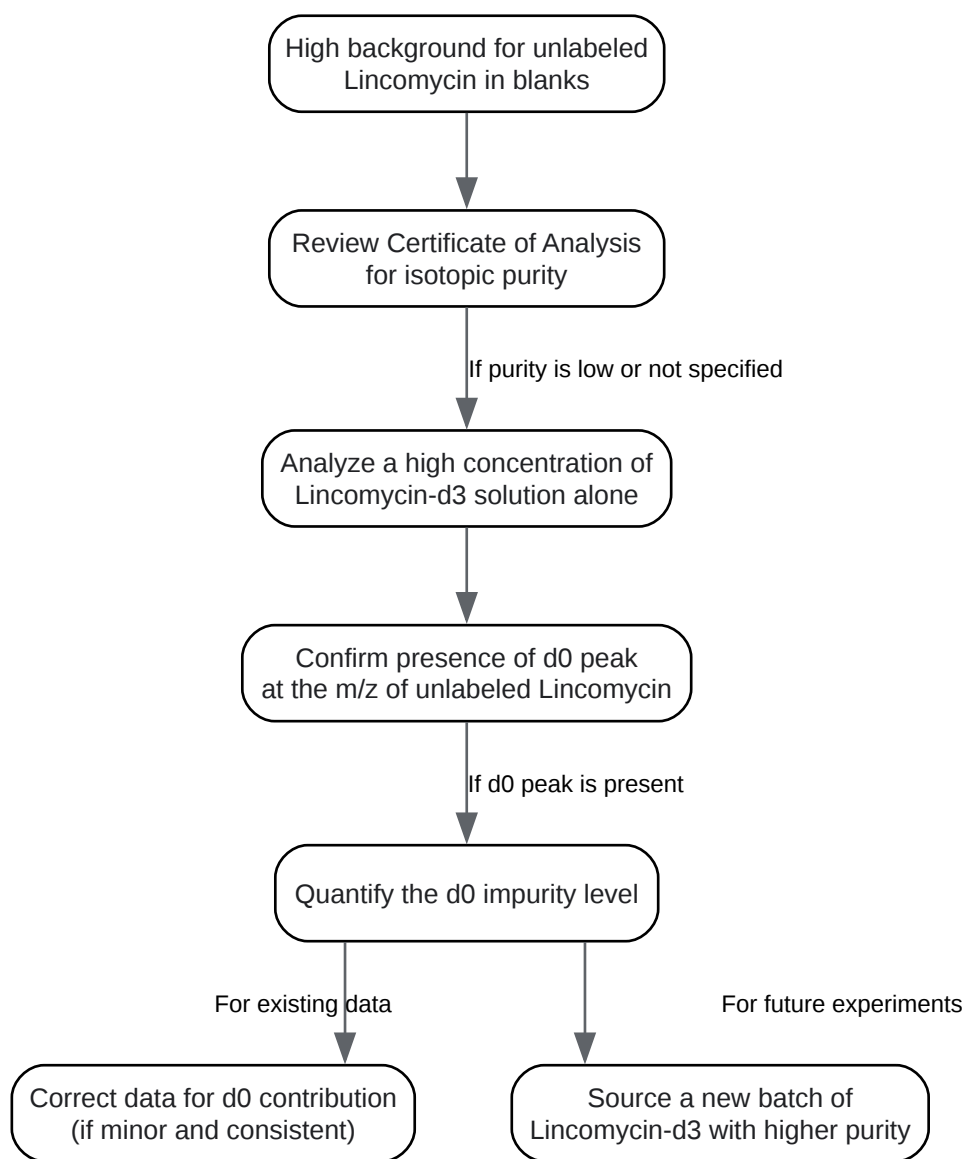 High background for unlabeled
Lincomycin in blanks
Review Certificate of Analysis
for isotopic purity
If purity is low or not specified
Analyze a high concentration of
Lincomycin-d3 solution alone
Confirm presence of d0 peak
at the m/z of unlabeled Lincomycin
If d0 peak is present
Quantify the d0 impurity level
For existing data
For future experiments
Correct data for d0 contribution
(if minor and consistent)
Source a new batch of
Lincomycin-d3 with higher purity